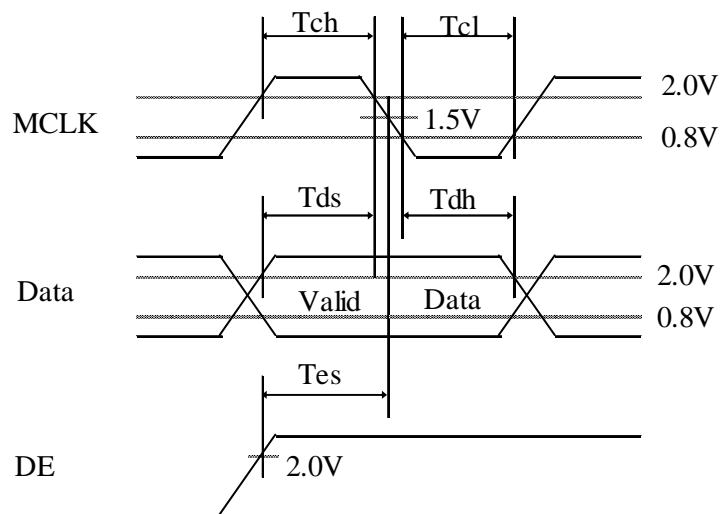 Tch Tcl
2.0V
MCLK 1.5V
0.8V
Tds Tdh
Data 2.0V
Valid Data
0.8V
Tes
DE 2.0V